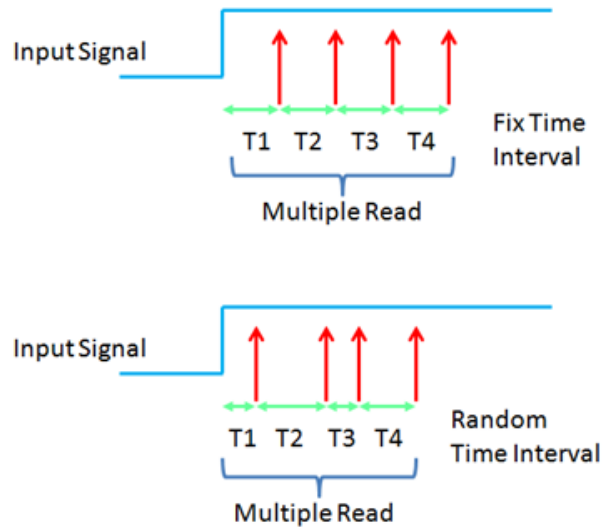 Input Signal
T1 T2 T3 T4
Fix Time
Interval
Multiple Read
Input Signal
T1 T2 T3 T4
Random
Time Interval
Multiple Read